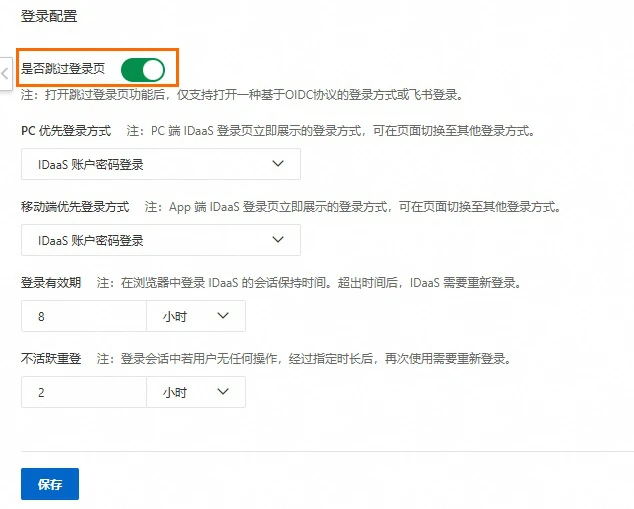 登录配置
是否跳过登录页
注：打开跳过登录页功能后，仅支持打开一种基于OIDC协议的登录方式或飞书登录。
PC 优先登录方式 注：PC 端 IDaaS 登录页立即展示的登录方式，可在页面切换至其他登录方式。
IDaaS 账户密码登录
移动端优先登录方式 注：App 端 IDaaS 登录页立即展示的登录方式，可在页面切换至其他登录方式。
IDaaS 账户密码登录
登录有效期 注：在浏览器中登录 IDaaS 的会话保持时间。超出时间后，IDaaS 需要重新登录。
8 小时
不活跃重登 注：登录会话中若用户无任何操作，经过指定时长后，再次使用需要重新登录。
2 小时
保存